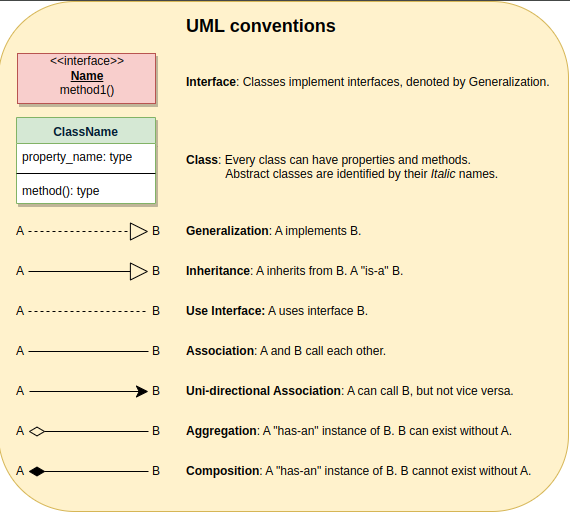 UML conventions
<<interface>>
Name
method1()
Interface: Classes implement interfaces, denoted by Generalization.
ClassName
property_name: type
method(): type
Class: Every class can have properties and methods.
Abstract classes are identified by their Italic names.
A B Generalization: A implements B.
A B Inheritance: A inherits from B. A "is-a" B.
A B Use Interface: A uses interface B.
A B Association: A and B call each other.
A B Uni-directional Association: A can call B, but not vice versa.
A B Aggregation: A "has-an" instance of B. B can exist without A.
A B Composition: A "has-an" instance of B. B cannot exist without A.